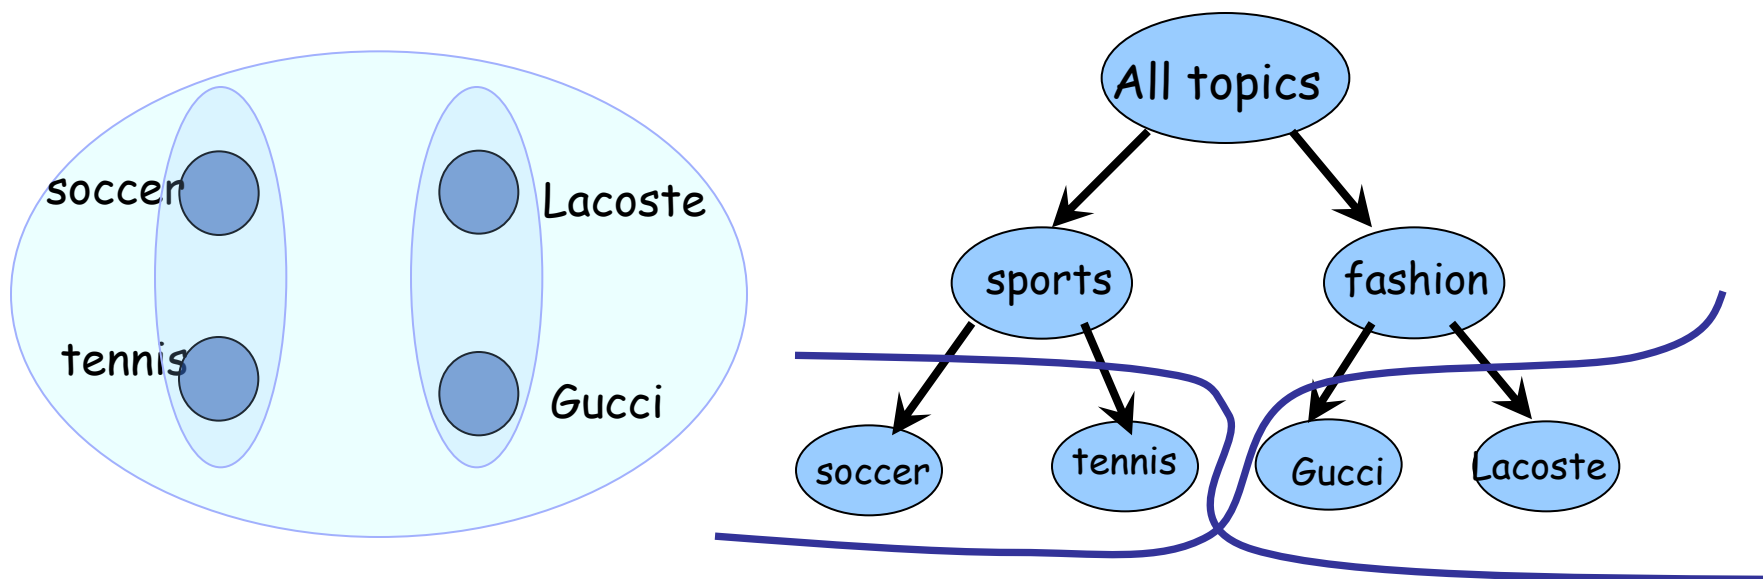 soccer
Lacoste
tennis
Gucci
All topics
sports
fashion
soccer
tennis
Gucci
Lacoste